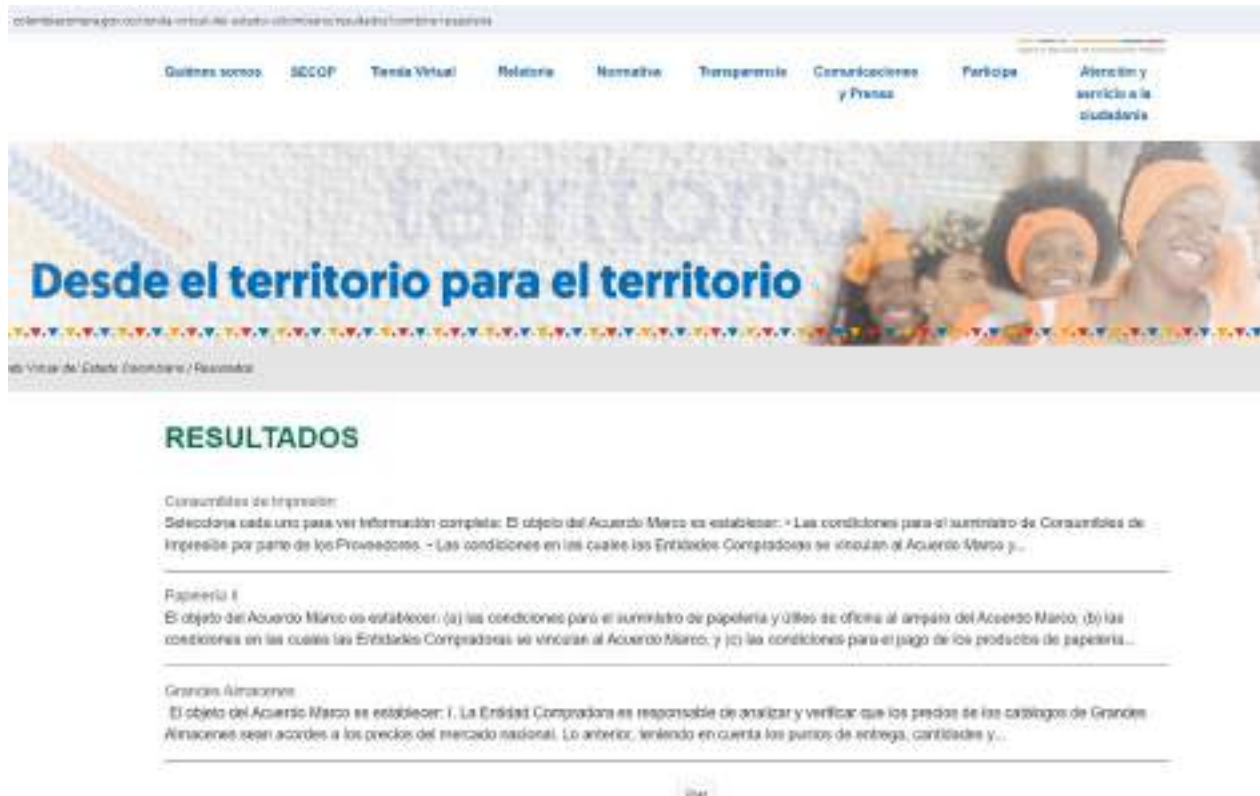 Quiénes somos SECOP Tienda Virtual Relatoría Normativa Transparencia Comunicaciones y Prensa Participa Atención y servicio a la ciudadanía
territorio
Desde el territorio para el territorio
Virtual del Estado Colombiano / Resultados
RESULTADOS
Consumibles de Impresión
Selecciona cada uno para ver información completa: El objeto del Acuerdo Marco es establecer: • Las condiciones para el suministro de Consumibles de
Impresión por parte de los Proveedores. • Las condiciones en las cuales las Entidades Compradoras se vinculan al Acuerdo Marco y...
Papelería II
El objeto del Acuerdo Marco es establecer: (a) las condiciones para el suministro de papelería y útiles de oficina al amparo del Acuerdo Marco; (b) las
condiciones en las cuales las Entidades Compradoras se vinculan al Acuerdo Marco; y (c) las condiciones para el pago de los productos de papelería...
Grandes Almacenes
El objeto del Acuerdo Marco es establecer: I. La Entidad Compradora es responsable de analizar y verificar que los precios de los catálogos de Grandes
Almacenes sean acordes a los precios del mercado nacional. Lo anterior, teniendo en cuenta los puntos de entrega, cantidades y...